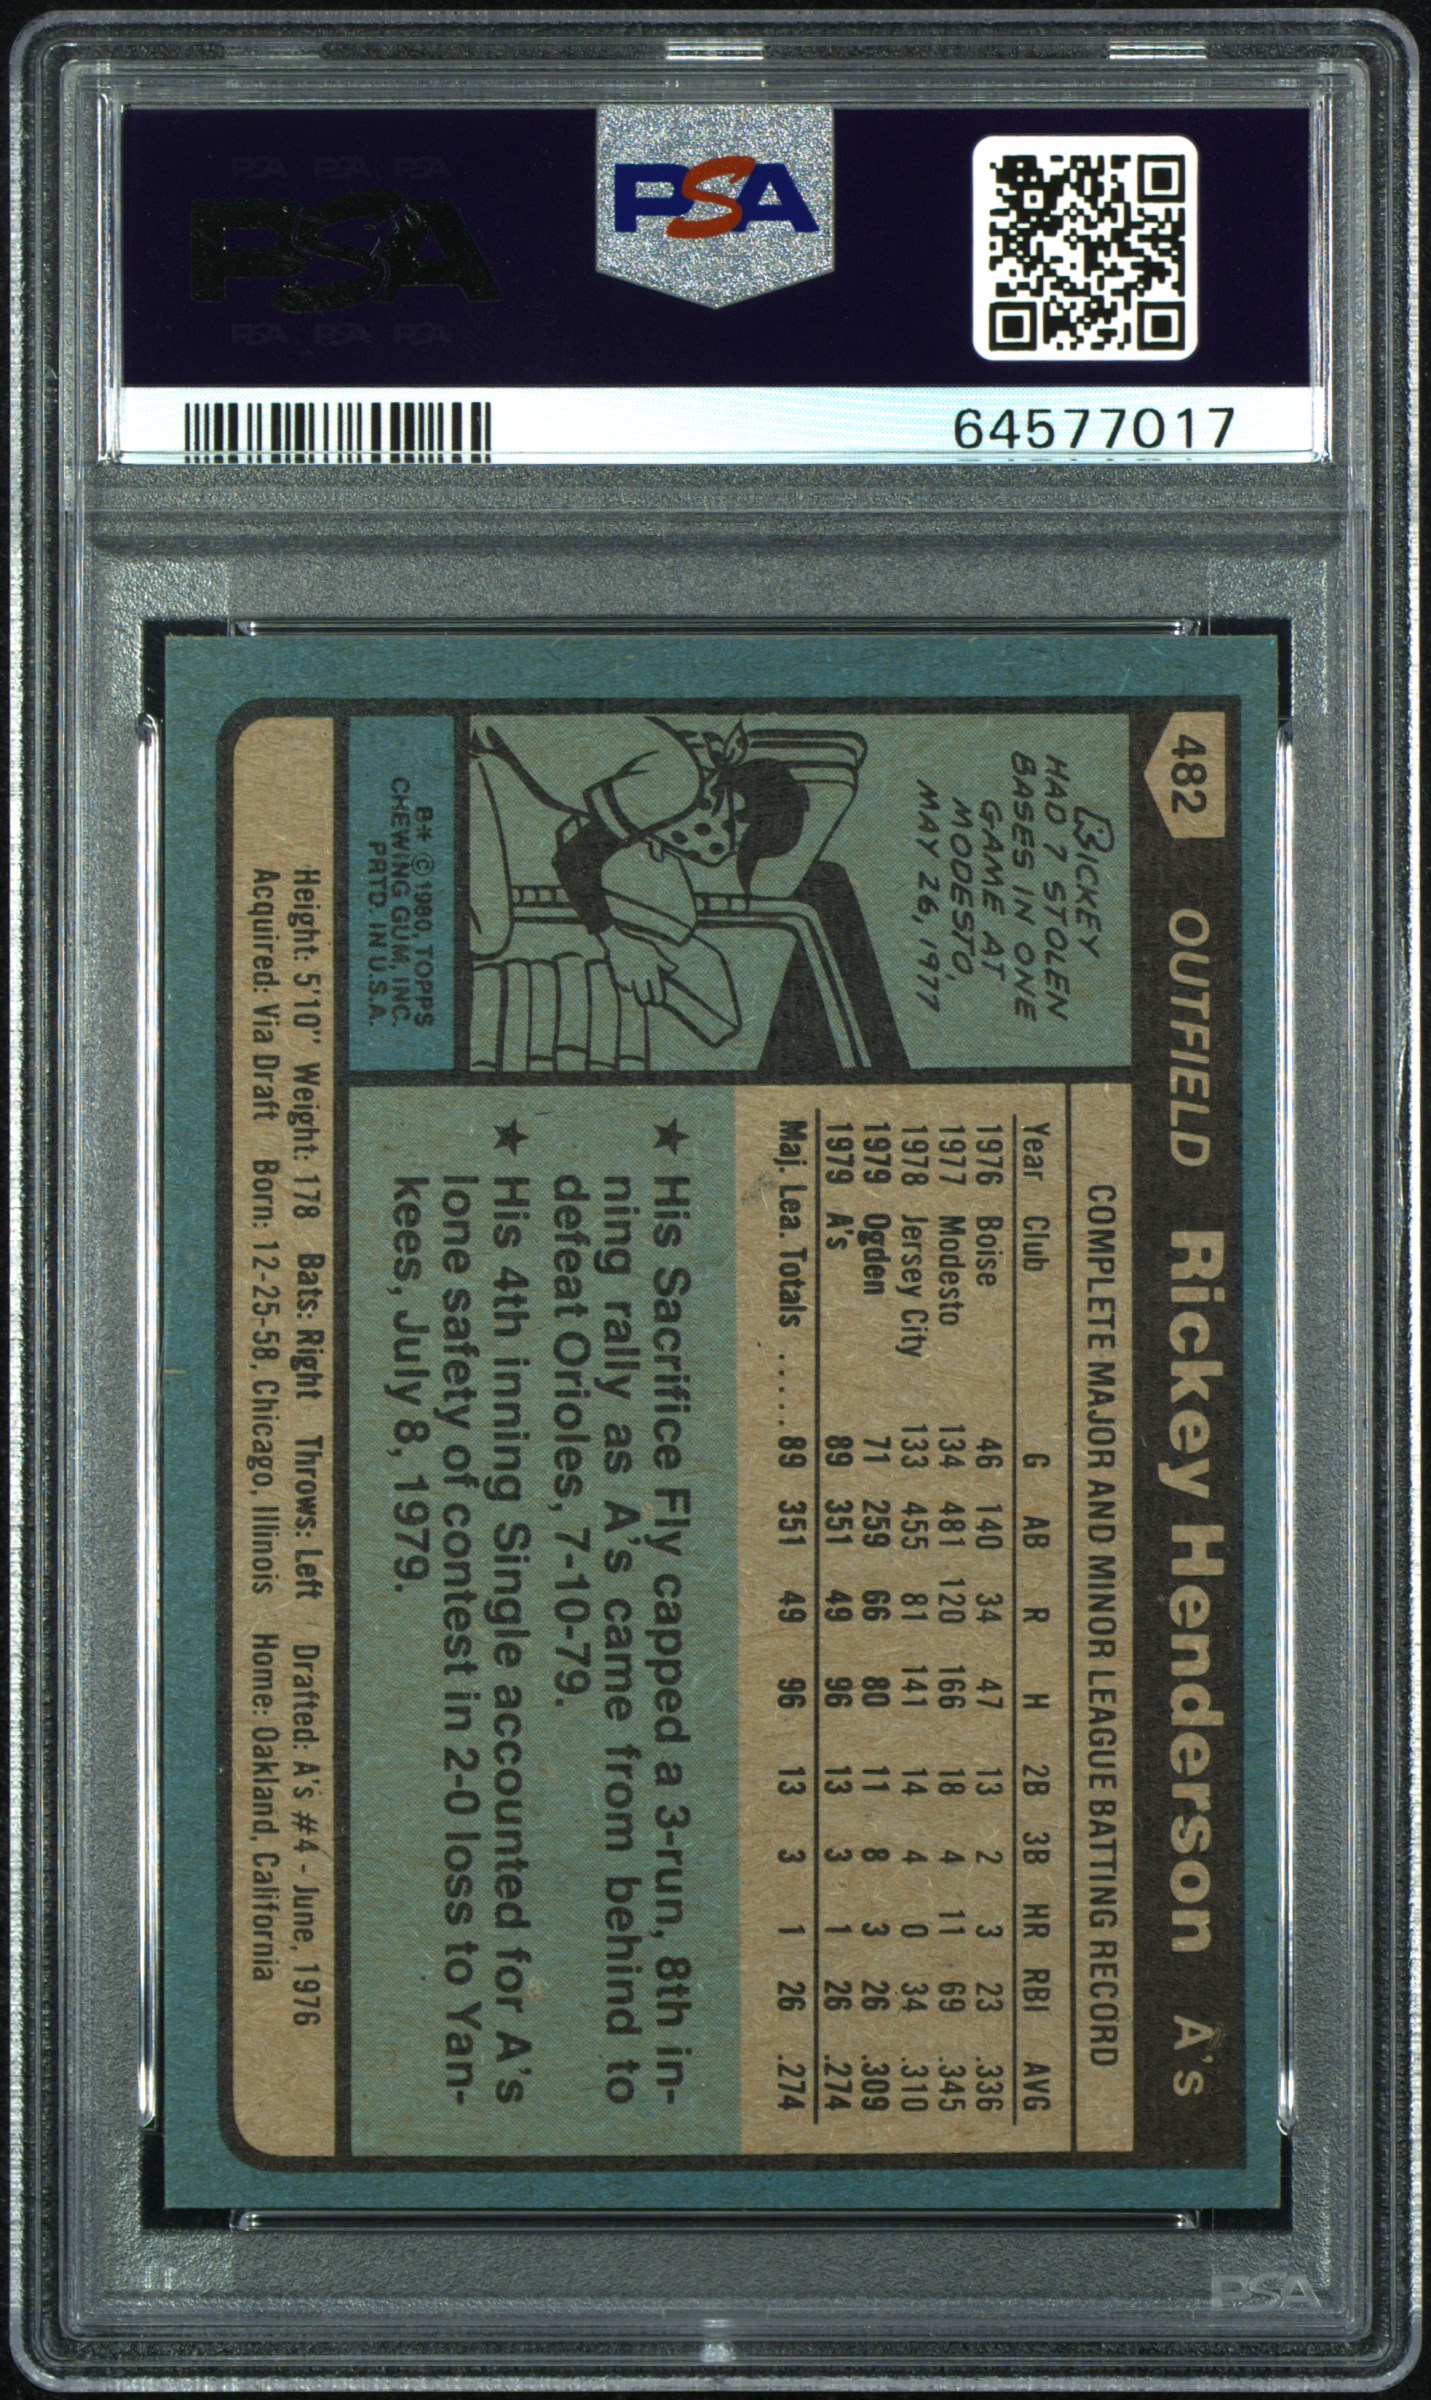 PSA PSA PSA
PSA
PSA PSA PSA
PSA
64577017
482 OUTFIELD Rickey Henderson A's
RICKEY
HAD 7 STOLEN
BASES IN ONE
GAME AT
MODESTO,
MAY 26, 1977
B* © 1980, TOPPS
CHEWING GUM, INC.
PRTD. IN U.S.A.
COMPLETE MAJOR AND MINOR LEAGUE BATTING RECORD
Year Club G AB R H 2B 3B HR RBI AVG
1976 Boise 46 140 34 47 13 2 3 23 .336
1977 Modesto 134 481 120 166 18 4 11 69 .345
1978 Jersey City 133 455 81 141 14 4 0 34 .310
1979 Ogden 71 259 66 80 11 8 3 26 .309
1979 A's 89 351 49 96 13 3 1 26 .274
Maj. Lea. Totals ...... 89 351 49 96 13 3 1 26 .274
★ His Sacrifice Fly capped a 3-run, 8th in-
ning rally as A's came from behind to
defeat Orioles, 7-10-79.
★ His 4th inning Single accounted for A's
lone safety of contest in 2-0 loss to Yan-
kees, July 8, 1979.
Height: 5'10" Weight: 178 Bats: Right Throws: Left Drafted: A's #4 - June, 1976
Acquired: Via Draft Born: 12-25-58, Chicago, Illinois Home: Oakland, California
PSA